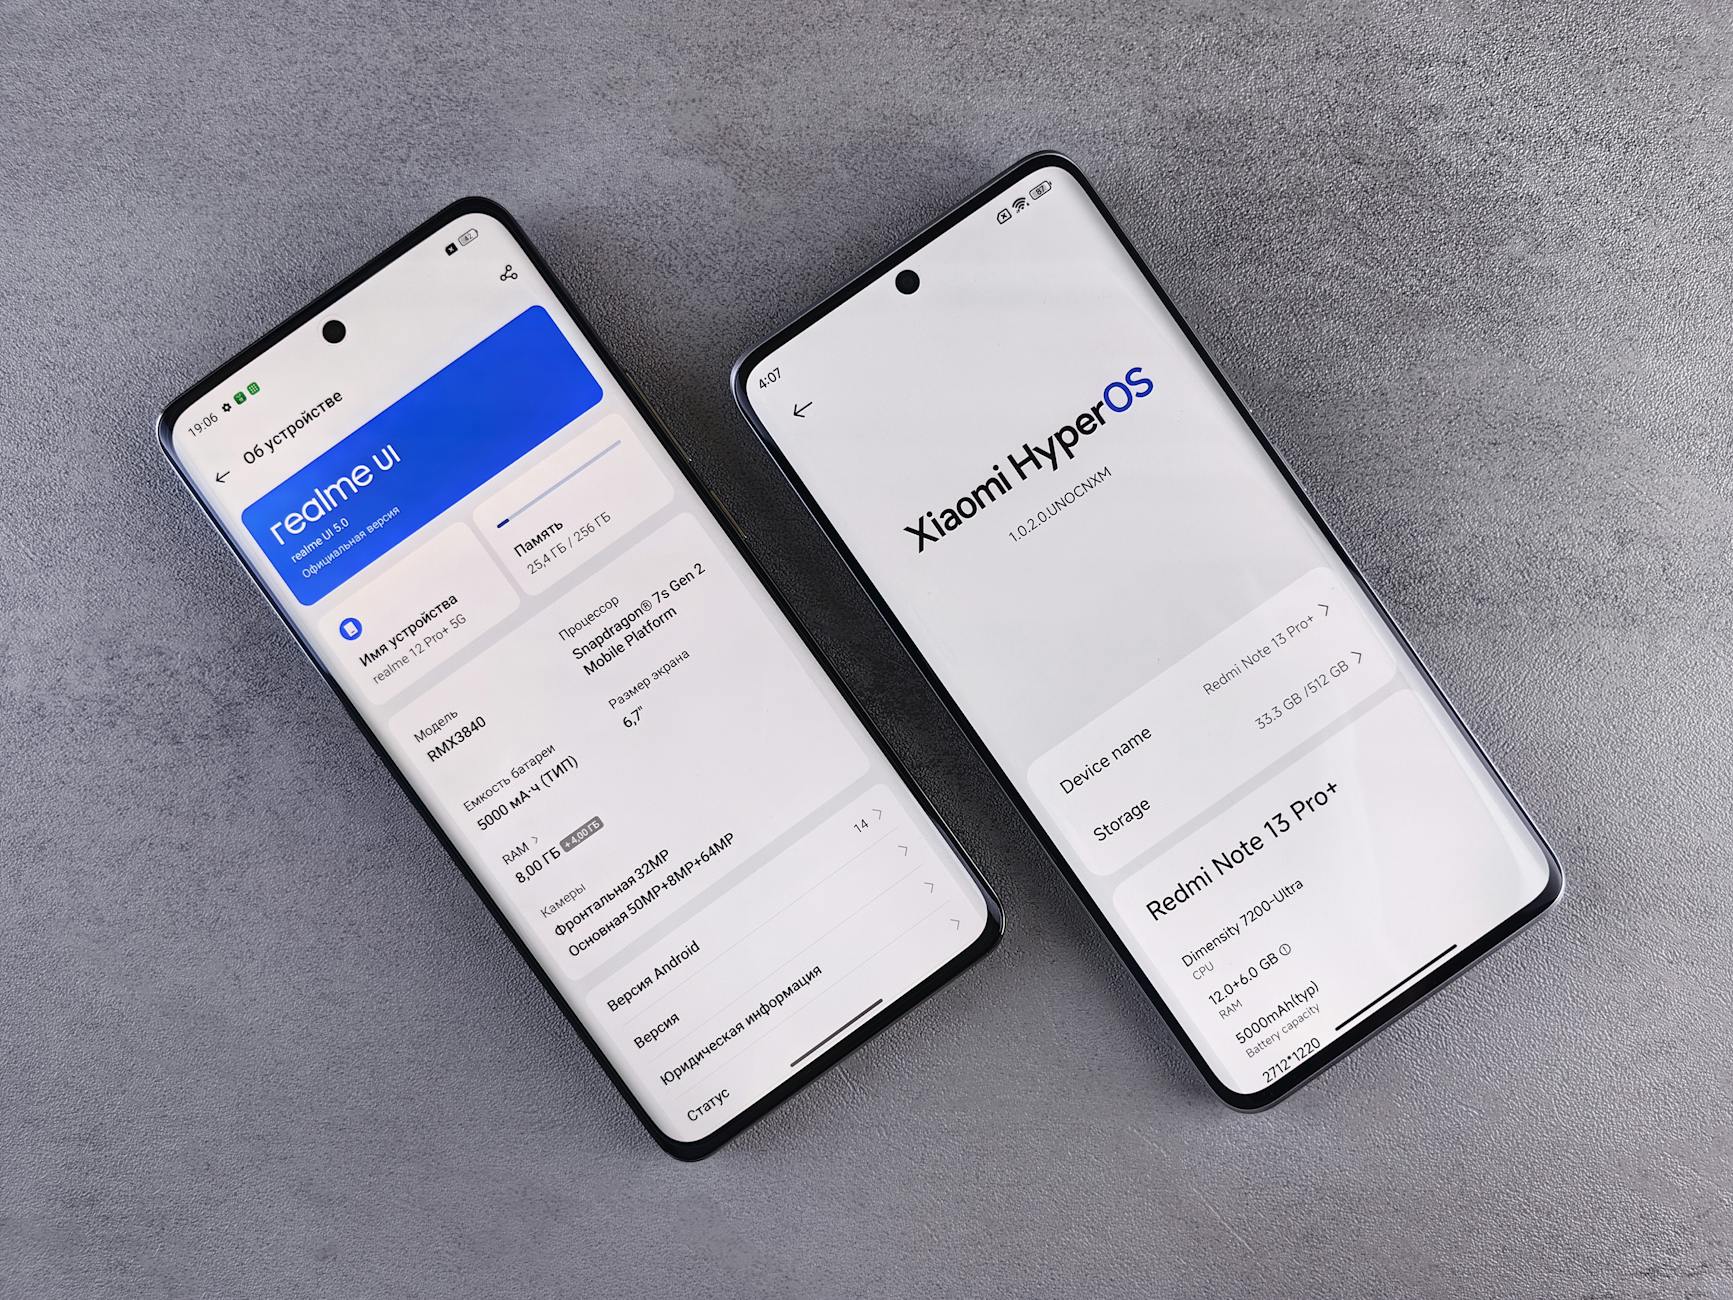 19:06
47
Об устройстве
realme UI
realme UI 5.0
Официальная версия
Имя устройства
realme 12 Pro+ 5G
Память
25,4 ГБ / 256 ГБ
Модель
RMX3840
Процессор
Snapdragon® 7s Gen 2
Mobile Platform
Емкость батареи
5000 мА·ч (ТИП)
Размер экрана
6,7"
RAM
8,00 ГБ +4,00 ГБ
Камеры
Фронтальная 32MP
Основная 50MP+8MP+64MP
Версия Android 14
Версия
Юридическая информация
Статус
4:07
87
Xiaomi HyperOS
1.0.2.0.UNOCNXM
Device name Redmi Note 13 Pro+
Storage 33.3 GB /512 GB
Redmi Note 13 Pro+
Dimensity 7200-Ultra
CPU
12.0+6.0 GB
RAM
5000mAh(typ)
Battery capacity
2712*1220